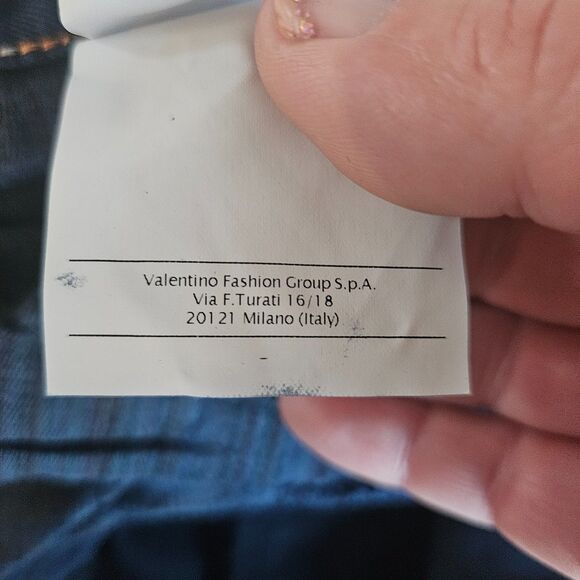 Valentino Fashion Group S.p.A.
Via F.Turati 16/18
20121 Milano (Italy)